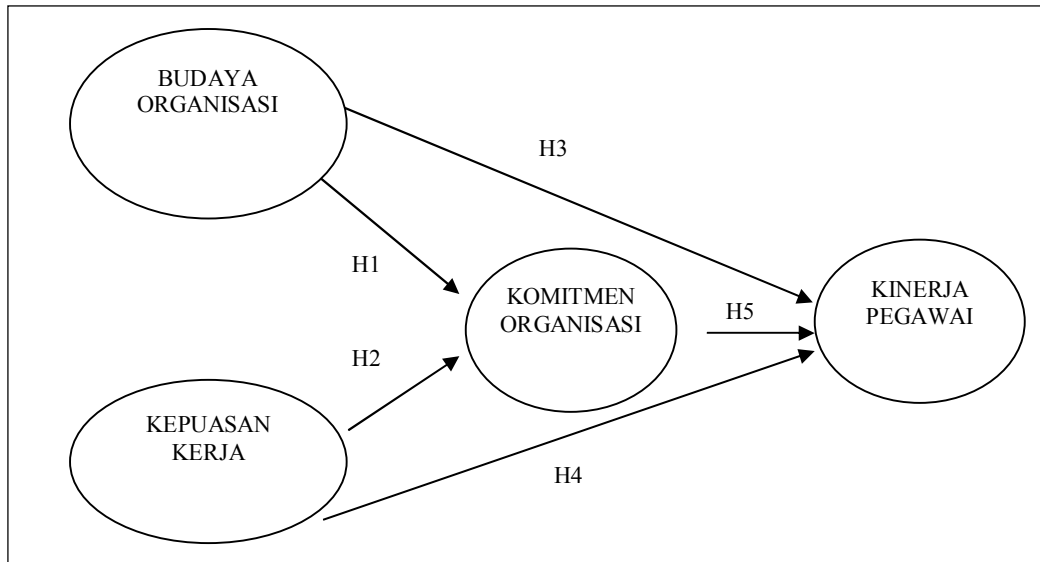 BUDAYA
ORGANISASI
H3
H1
KOMITMEN
ORGANISASI
H5
KINERJA
PEGAWAI
H2
KEPUASAN
KERJA
H4